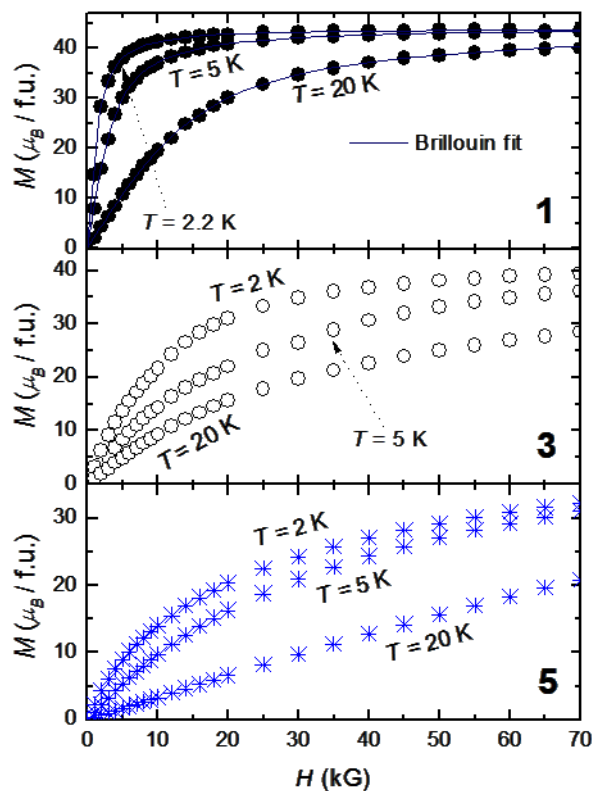 M (μB / f.u.)
40
30
20
10
0
T = 5 K
T = 20 K
Brillouin fit
T = 2.2 K
1
M (μB / f.u.)
40
30
20
10
0
T = 2 K
T = 20 K
T = 5 K
3
M (μB / f.u.)
30
20
10
0
T = 2 K
T = 5 K
T = 20 K
5
0 10 20 30 40 50 60 70
H (kG)